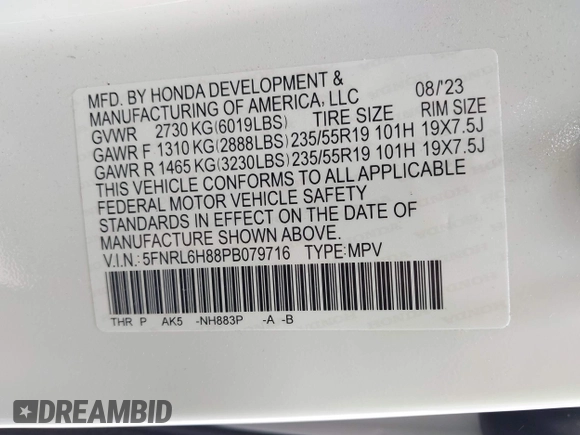 MFD. BY HONDA DEVELOPMENT & 08/'23
MANUFACTURING OF AMERICA, LLC
GVWR 2730 KG(6019LBS) TIRE SIZE RIM SIZE
GAWR F 1310 KG(2888LBS) 235/55R19 101H 19X7.5J
GAWR R 1465 KG(3230LBS) 235/55R19 101H 19X7.5J
THIS VEHICLE CONFORMS TO ALL APPLICABLE
FEDERAL MOTOR VEHICLE SAFETY
STANDARDS IN EFFECT ON THE DATE OF
MANUFACTURE SHOWN ABOVE.
V.I.N.: 5FNRL6H88PB079716 TYPE:MPV
THR P AK5 -NH883P -A -B
DREAMBID